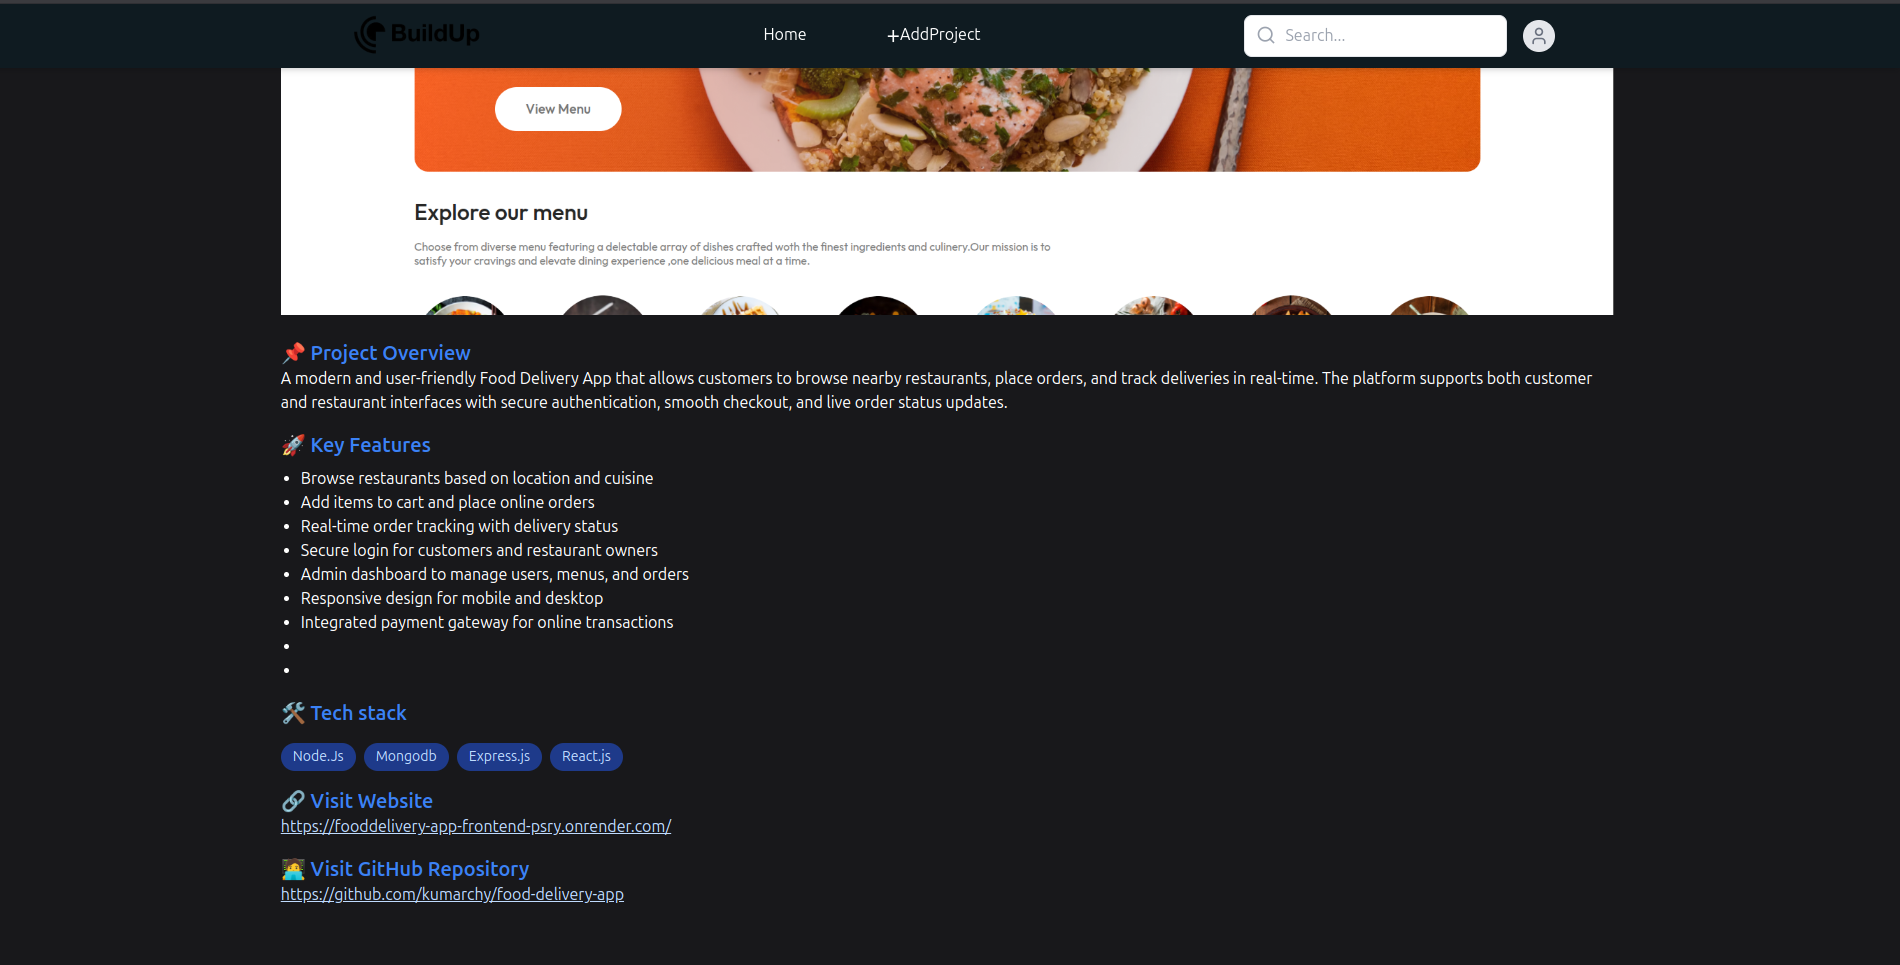 BuildUp
Home
+AddProject
Search...
View Menu
Explore our menu
Choose from diverse menu featuring a delectable array of dishes crafted woth the finest ingredients and culinery.Our mission is to
satisfy your cravings and elevate dining experience ,one delicious meal at a time.
📌 Project Overview
A modern and user-friendly Food Delivery App that allows customers to browse nearby restaurants, place orders, and track deliveries in real-time. The platform supports both customer
and restaurant interfaces with secure authentication, smooth checkout, and live order status updates.
🚀 Key Features
• Browse restaurants based on location and cuisine
• Add items to cart and place online orders
• Real-time order tracking with delivery status
• Secure login for customers and restaurant owners
• Admin dashboard to manage users, menus, and orders
• Responsive design for mobile and desktop
• Integrated payment gateway for online transactions
•
•
🛠️ Tech stack
Node.Js
Mongodb
Express.js
React.js
🔗 Visit Website
https://fooddelivery-app-frontend-psry.onrender.com/
🧑‍💻 Visit GitHub Repository
https://github.com/kumarchy/food-delivery-app